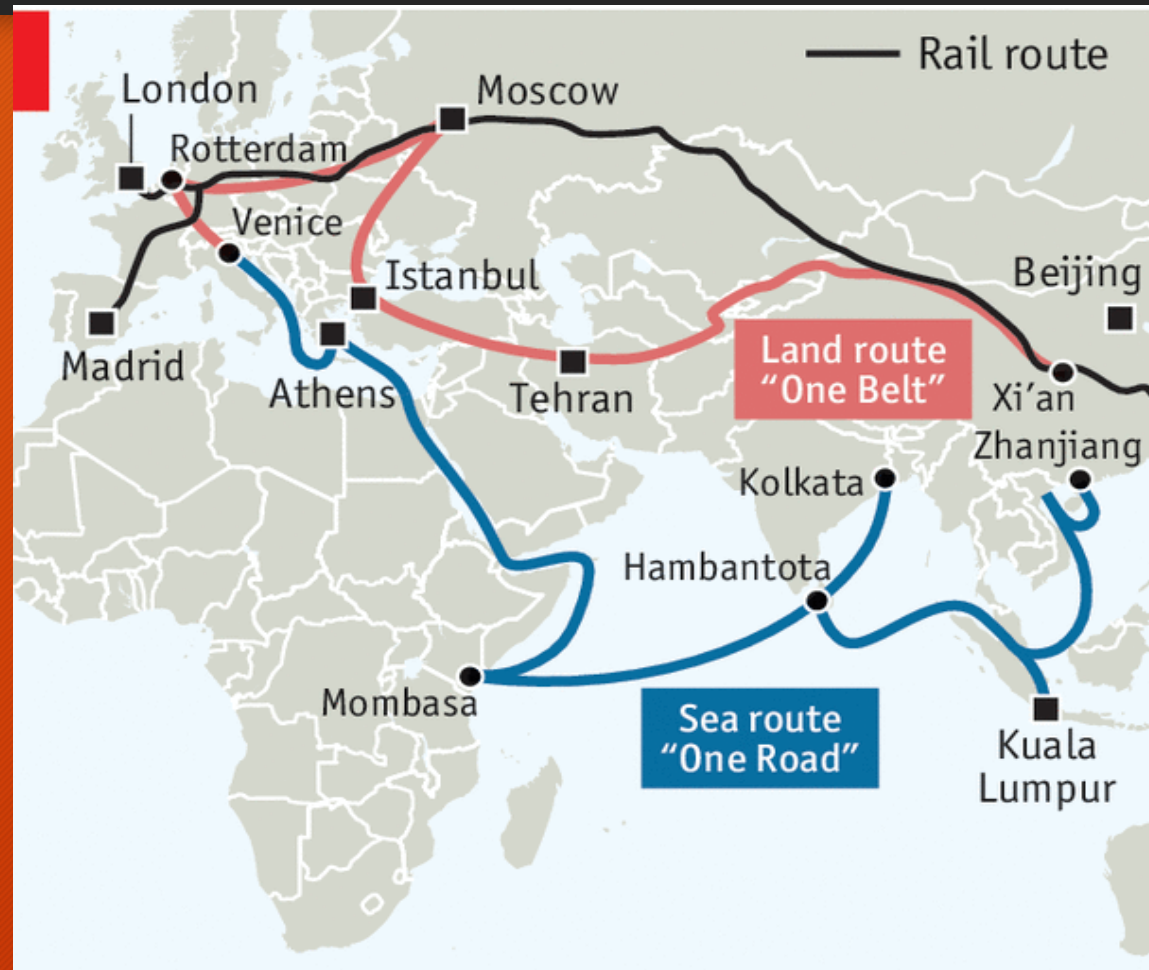 Rail route
London
Moscow
Rotterdam
Venice
Istanbul
Beijing
Madrid
Athens
Tehran
Land route
“One Belt”
Xi’an
Zhanjiang
Kolkata
Hambantota
Mombasa
Sea route
“One Road”
Kuala
Lumpur